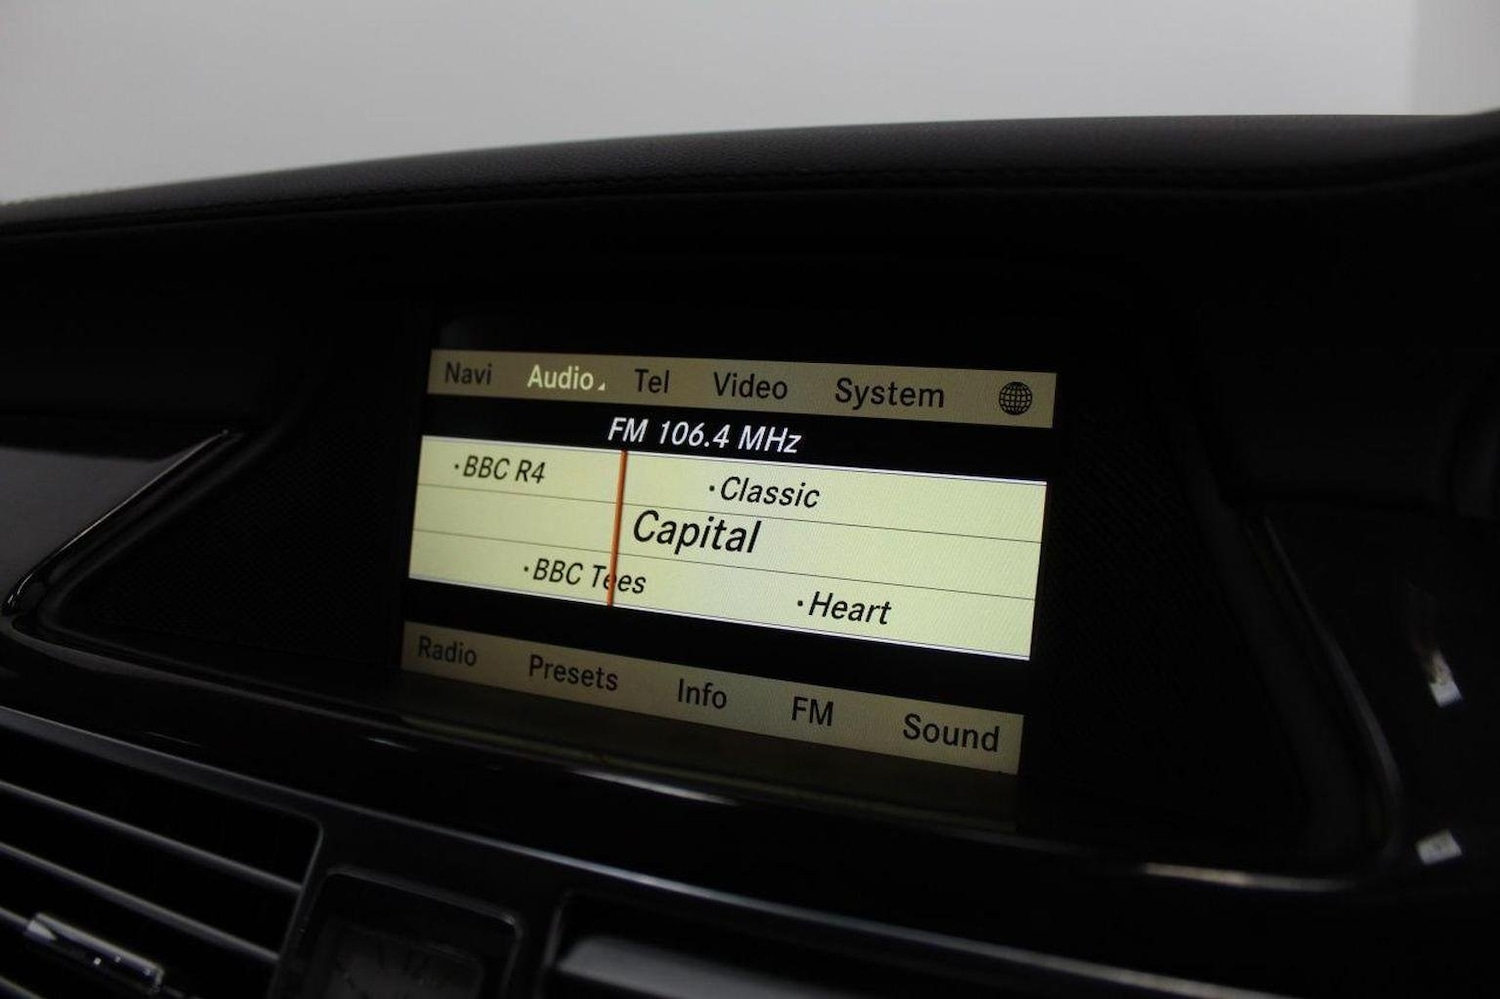 Navi Audio Tel Video System
FM 106.4 MHz
·BBC R4 ·Classic
Capital
·BBC Tees ·Heart
Radio Presets Info FM Sound